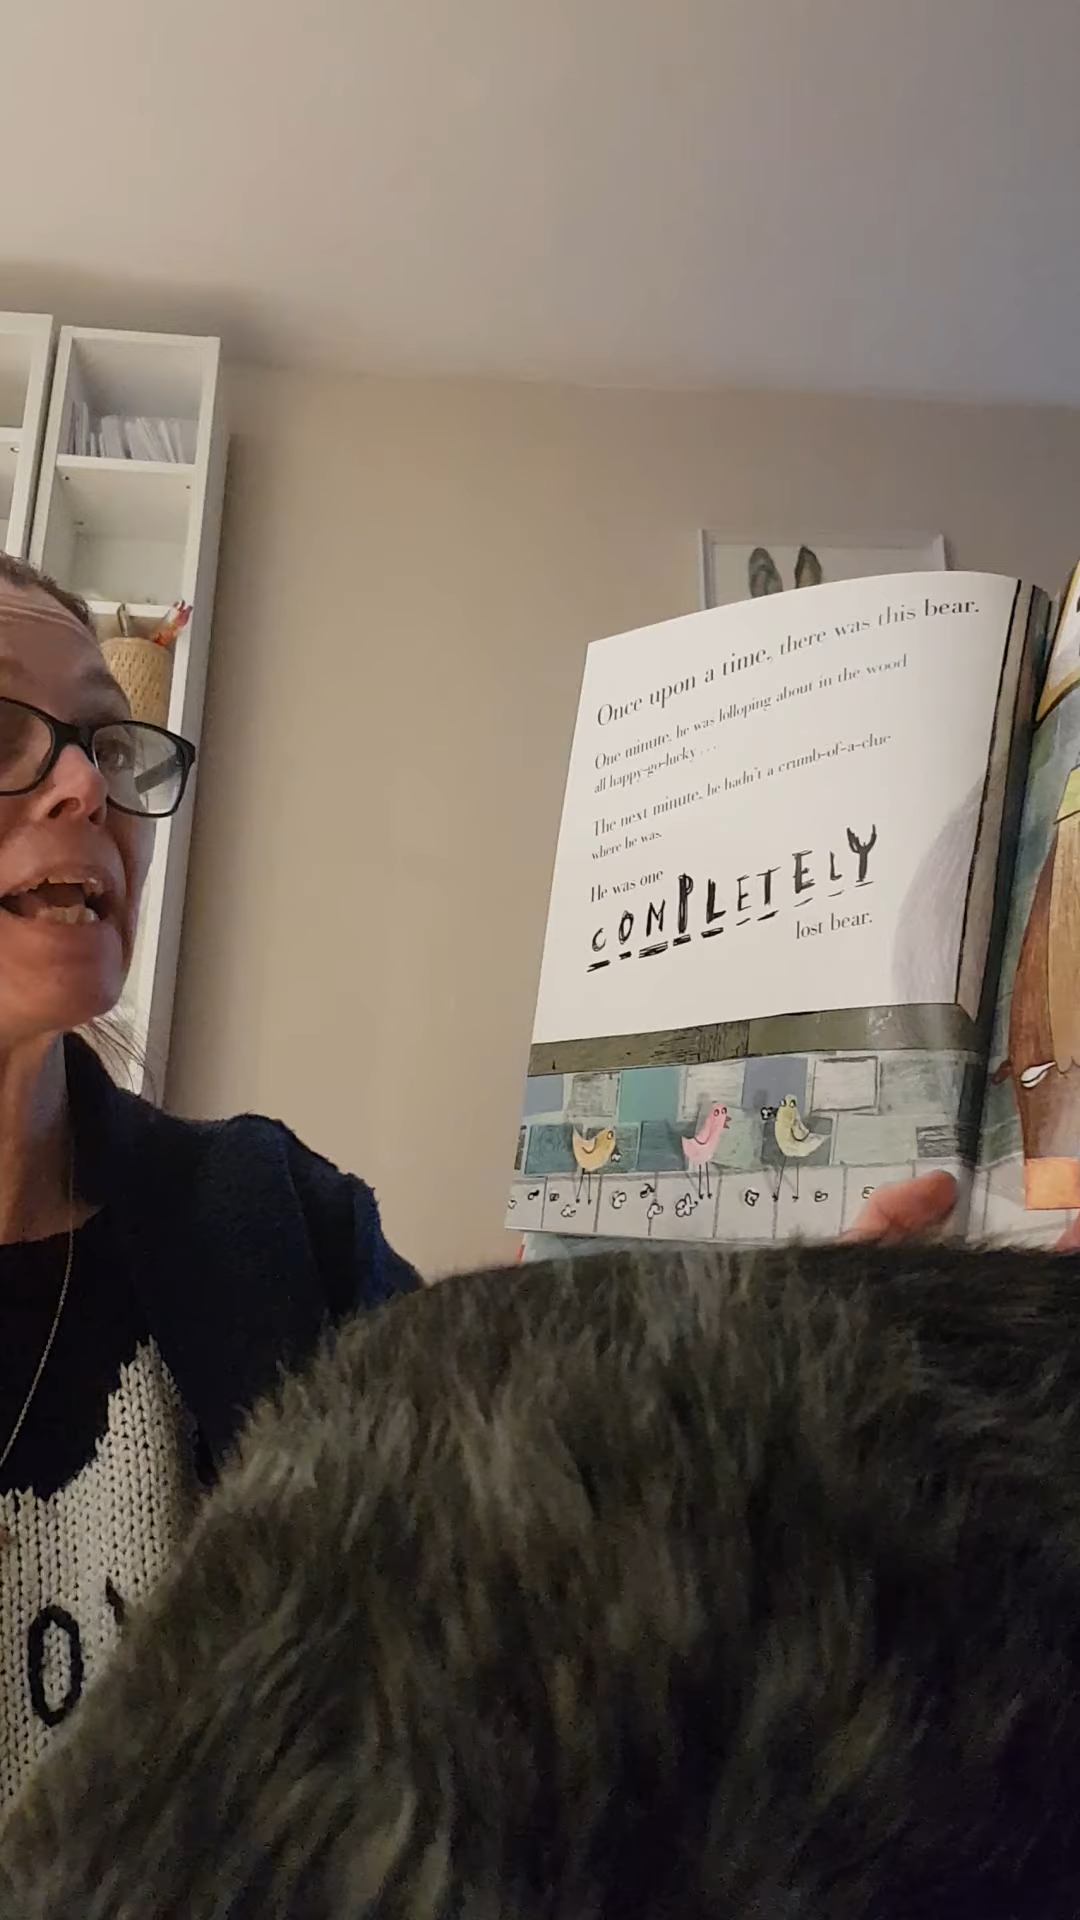 Once upon a time, there was this bear.
One minute, he was lolloping about in the wood
all happy-go-lucky . . .
The next minute, he hadn't a crumb-of-a-clue
where he was.
He was one
COMPLETELY
lost bear.